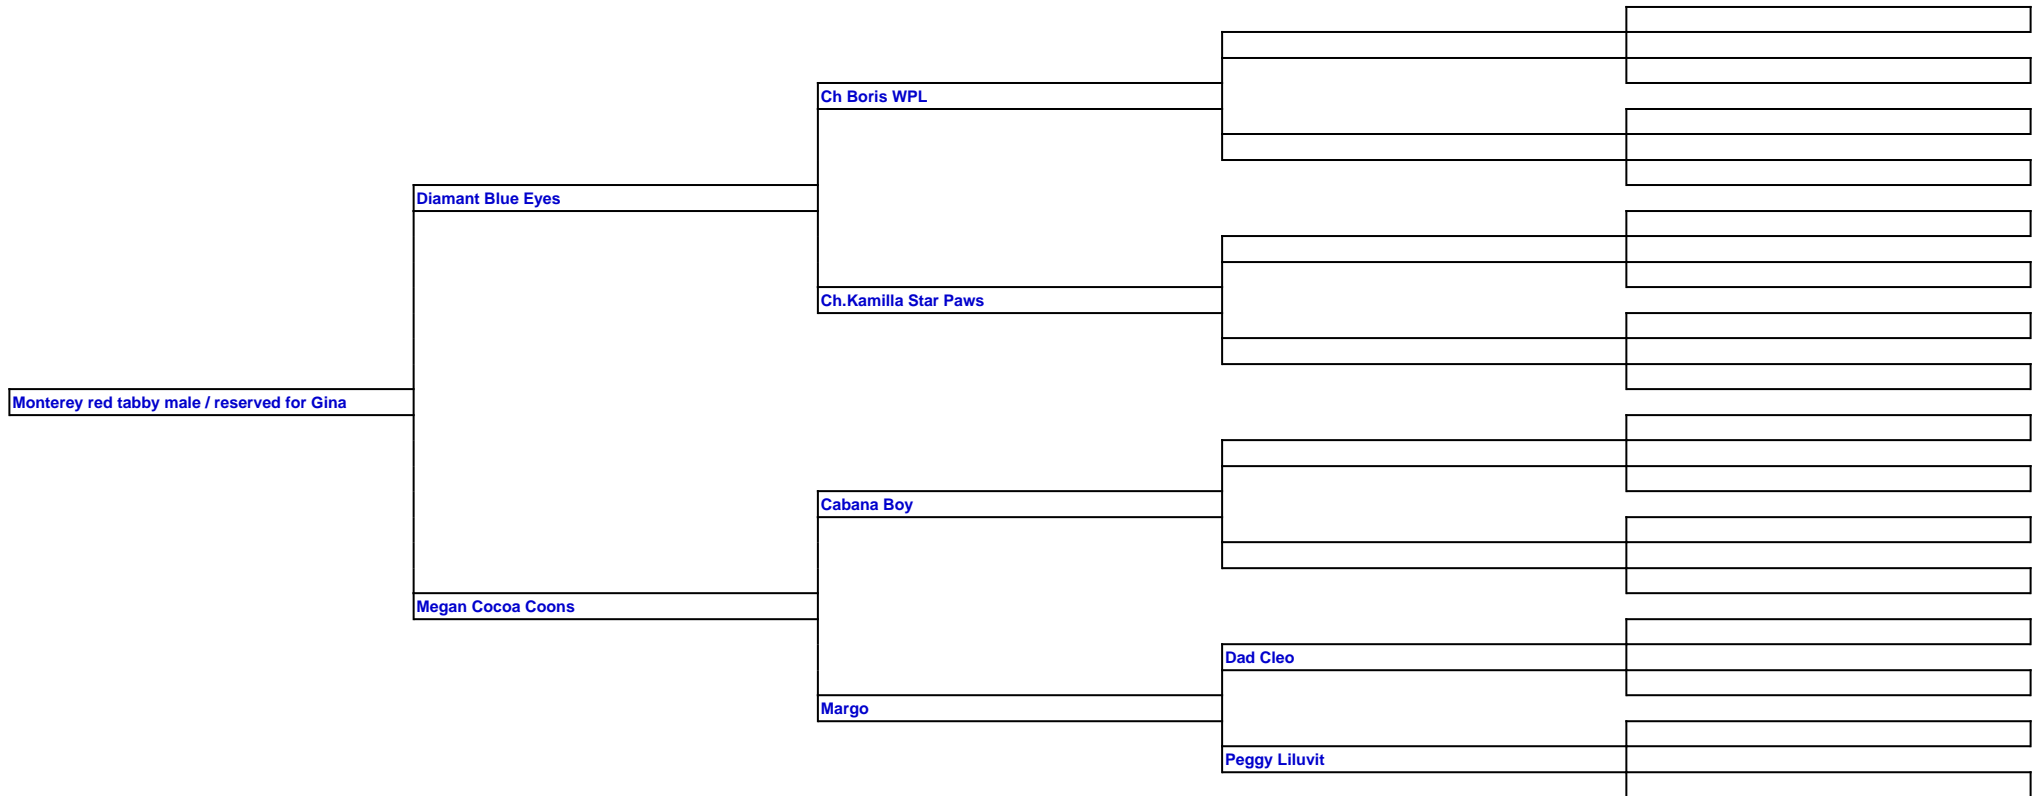 Ch Boris WPL
Diamant Blue Eyes
Ch.Kamilla Star Paws
Monterey red tabby male / reserved for Gina
Cabana Boy
Megan Cocoa Coons
Dad Cleo
Margo
Peggy Liluvit